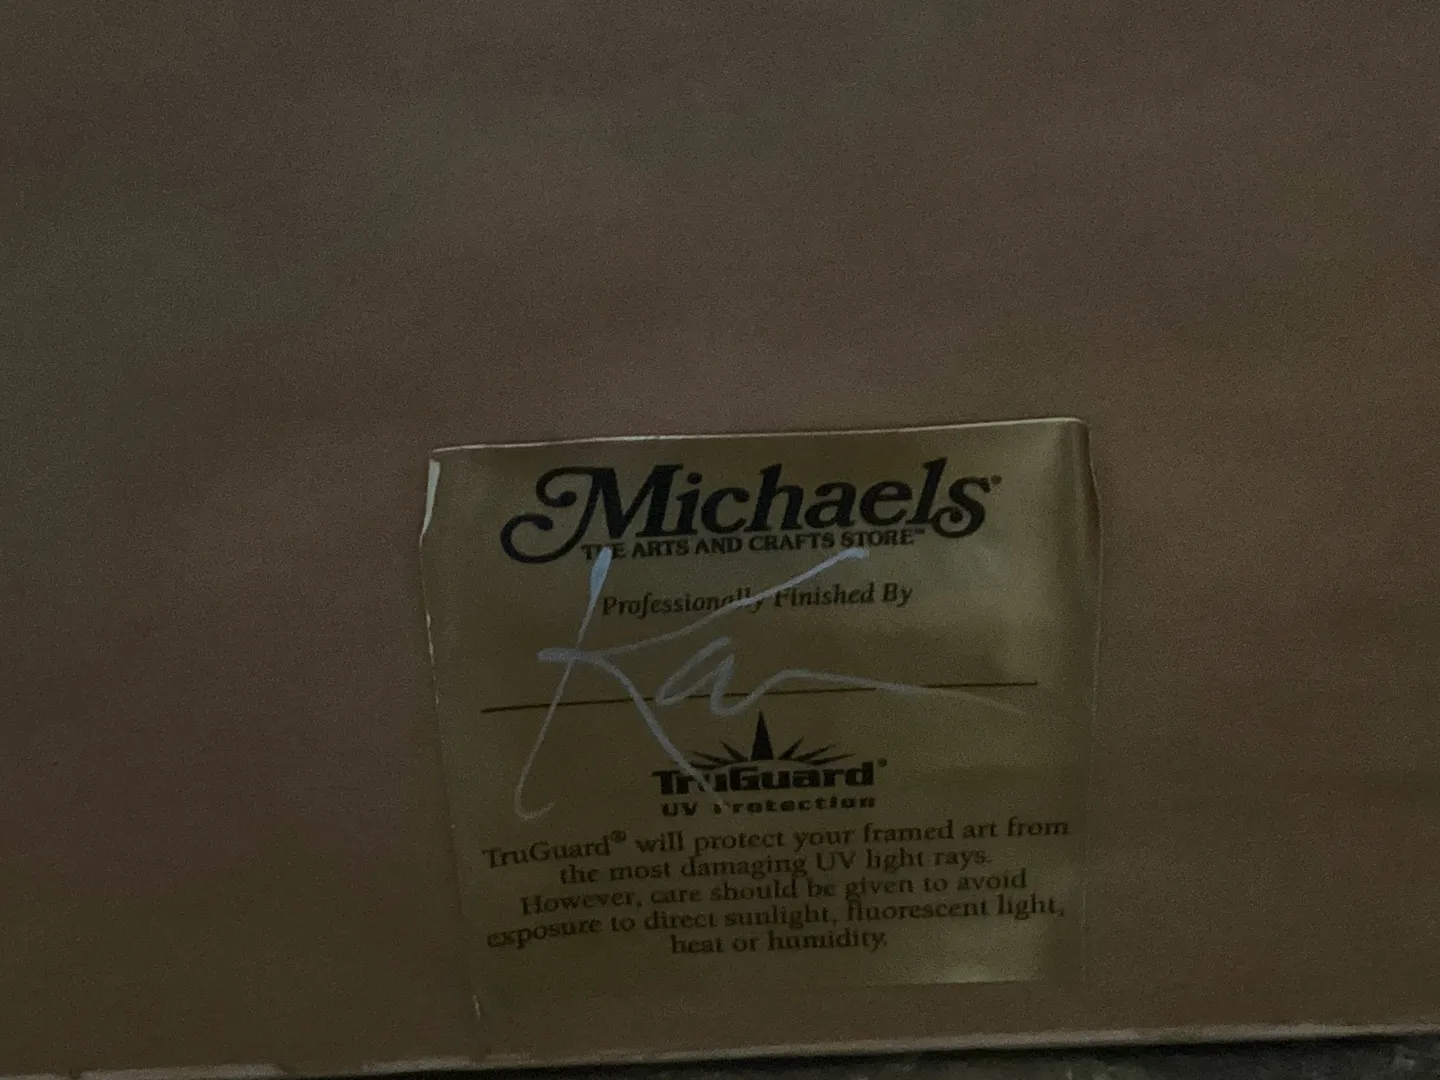 Michaels®
THE ARTS AND CRAFTS STORE™
Professionally Finished By
TruGuard®
UV Protection
TruGuard® will protect your framed art from
the most damaging UV light rays.
However, care should be given to avoid
exposure to direct sunlight, fluorescent light,
heat or humidity.